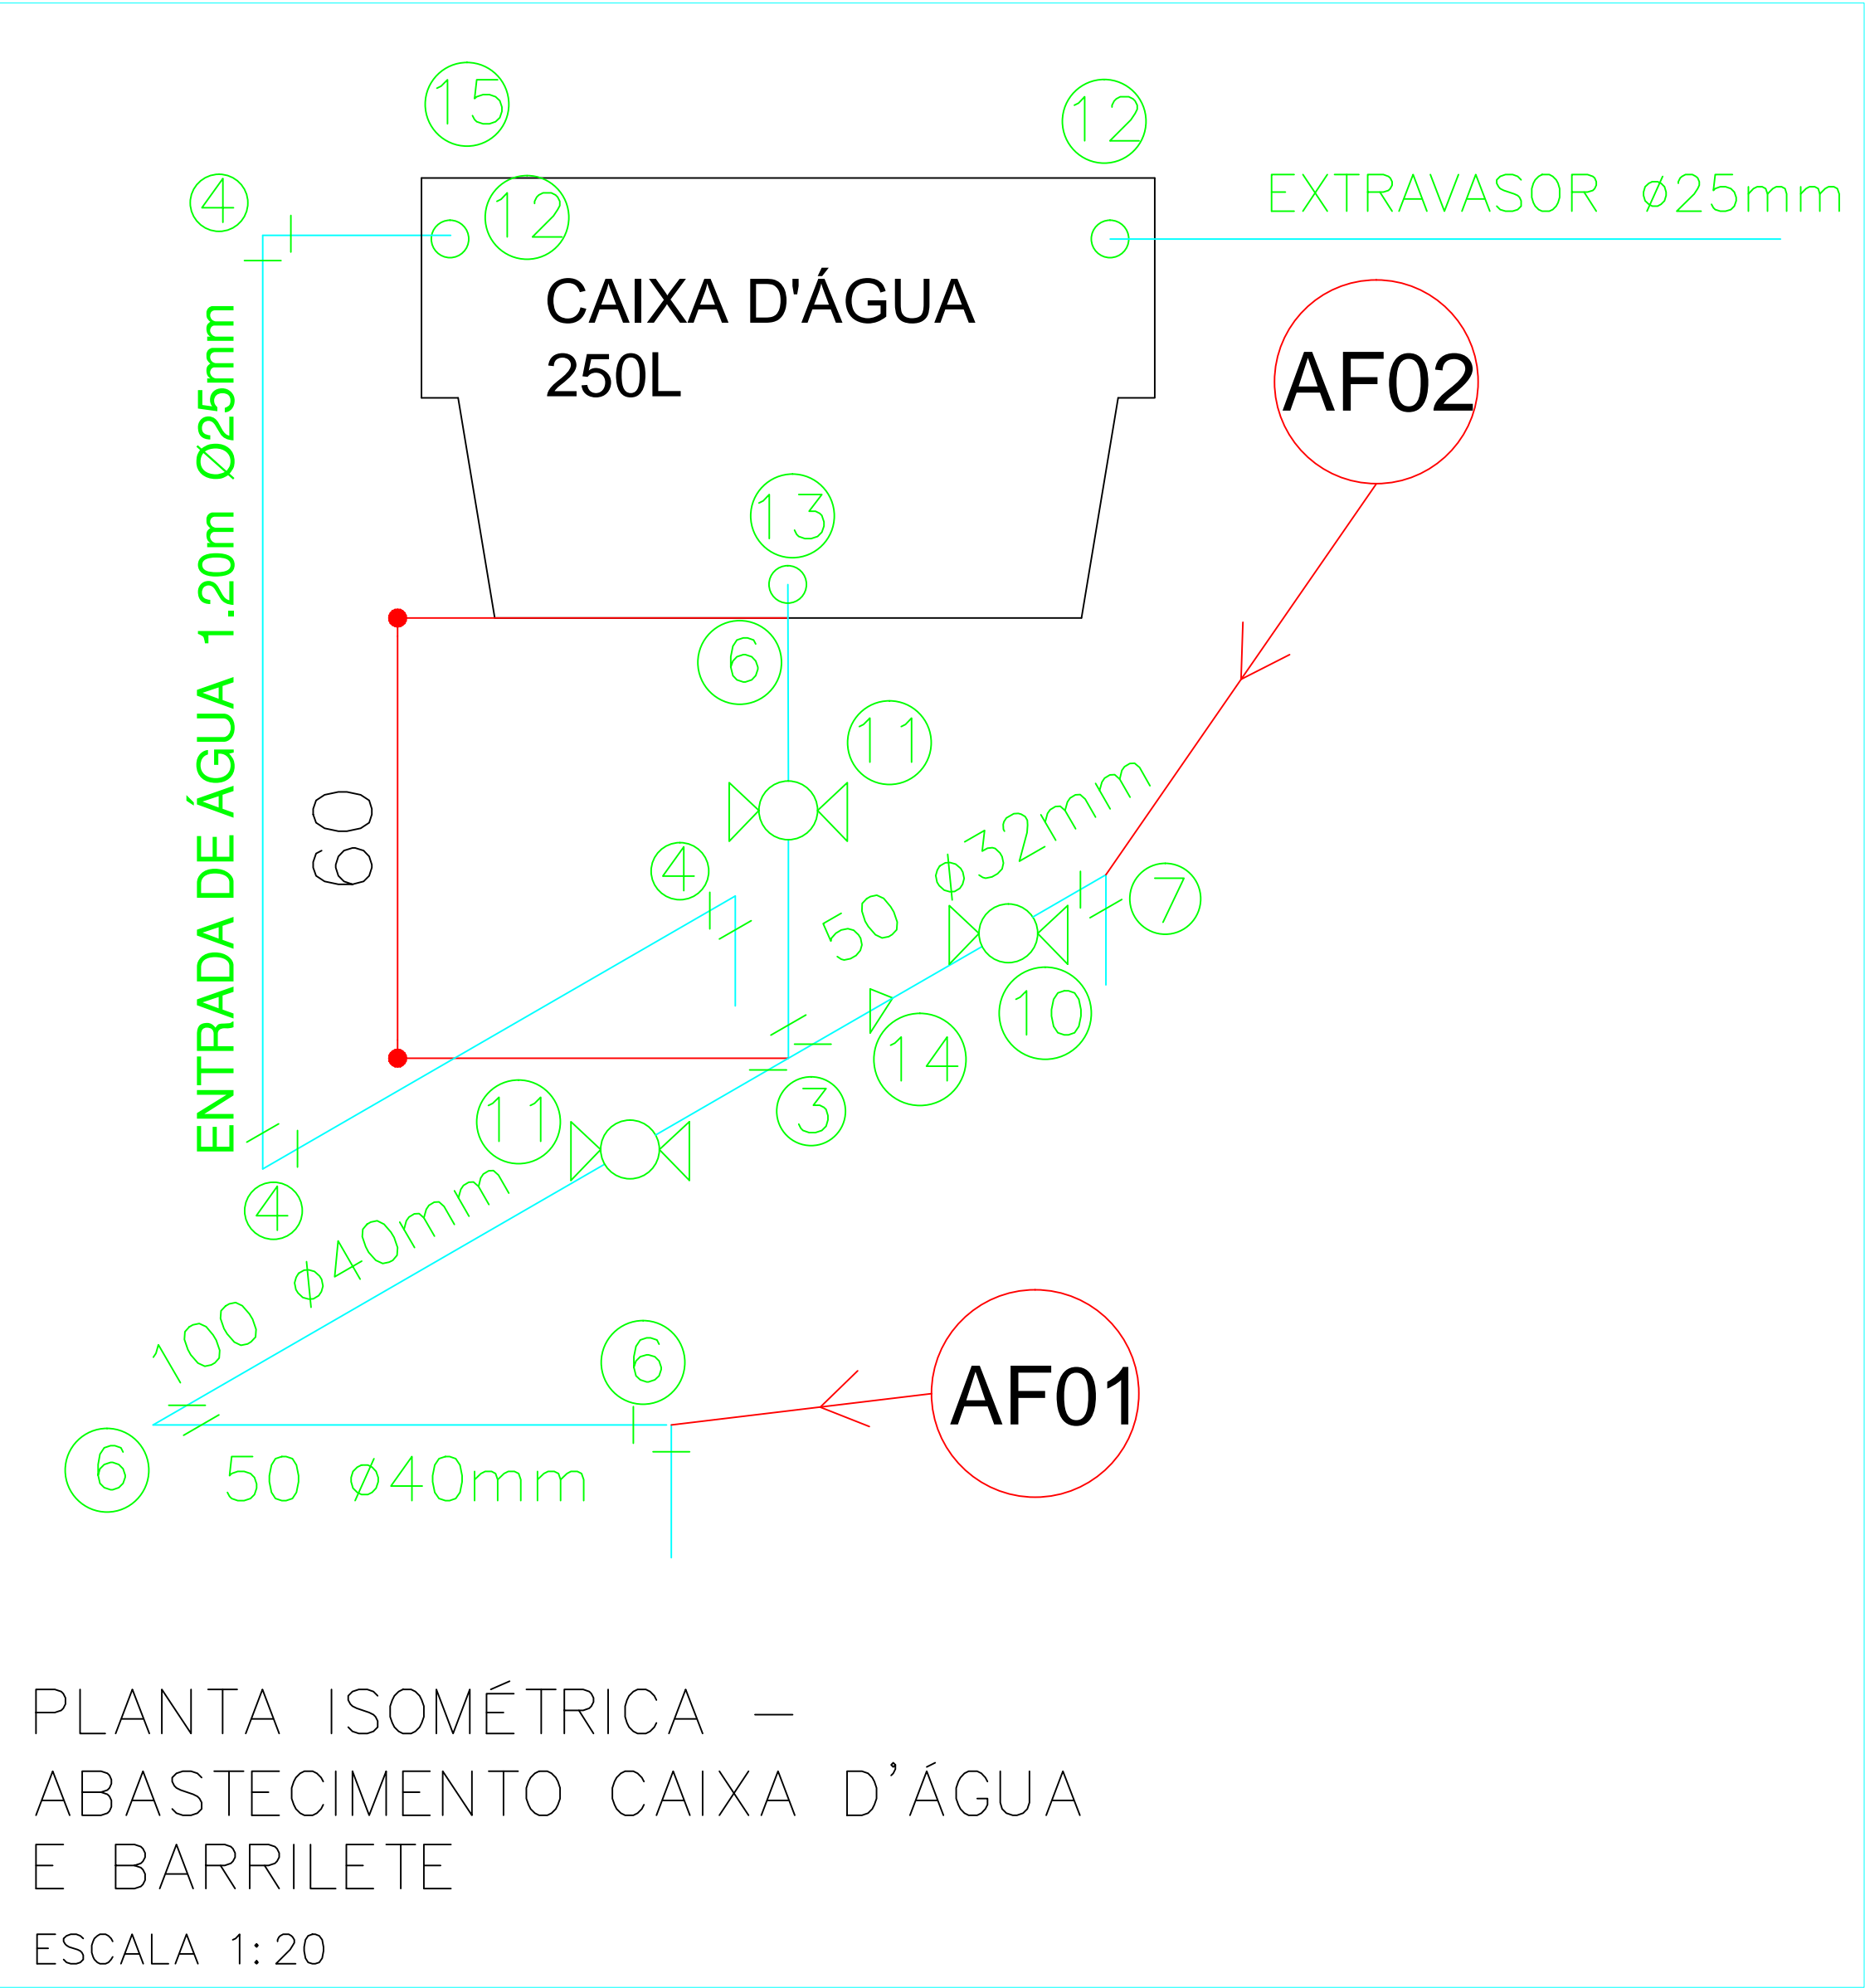 15
12
4
12
EXTRAVASOR ø25mm
CAIXA D'ÁGUA
250L
AF02
ENTRADA DE ÁGUA 1.20m Ø25mm
13
6
11
60
4
50 ø32mm
7
10
14
3
11
4
100 ø40mm
6
AF01
6
50 ø40mm
PLANTA ISOMÉTRICA –
ABASTECIMENTO CAIXA D'ÁGUA
E BARRILETE
ESCALA 1:20